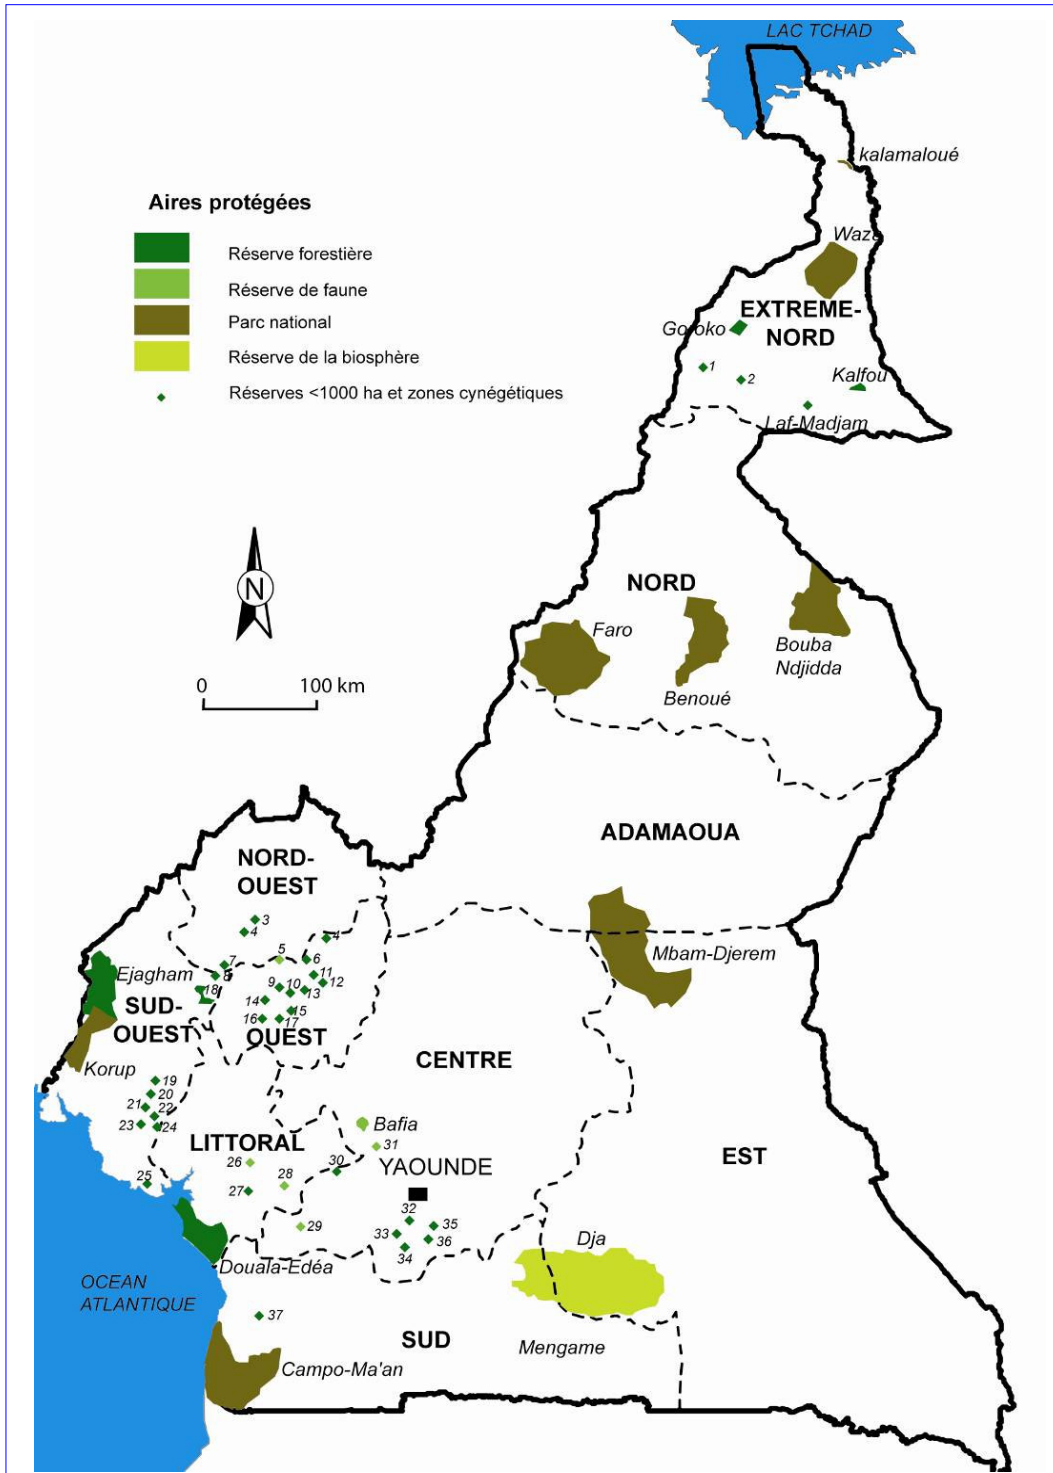 LAC TCHAD
kalamaloué
Aires protégées
Réserve forestière
Réserve de faune
Parc national
Réserve de la biosphère
Réserves <1000 ha et zones cynégétiques
Waza
EXTREME-
NORD
Gokoko
1
2
Kalfou
Laf-Madjam
N
0
100 km
NORD
Faro
Benoué
Bouba
Ndjidda
ADAMAOUA
NORD-
OUEST
3
4
4
5
6
7
8
9
10
11
12
13
14
15
16
17
18
Ejagham
SUD-
OUEST
OUEST
Mbam-Djerem
Korup
CENTRE
19
20
21
22
23
24
25
LITTORAL
Bafia
26
27
28
29
30
31
YAOUNDE
EST
32
33
34
35
36
Dja
Douala-Edéa
OCEAN
ATLANTIQUE
37
SUD
Mengame
Campo-Ma'an